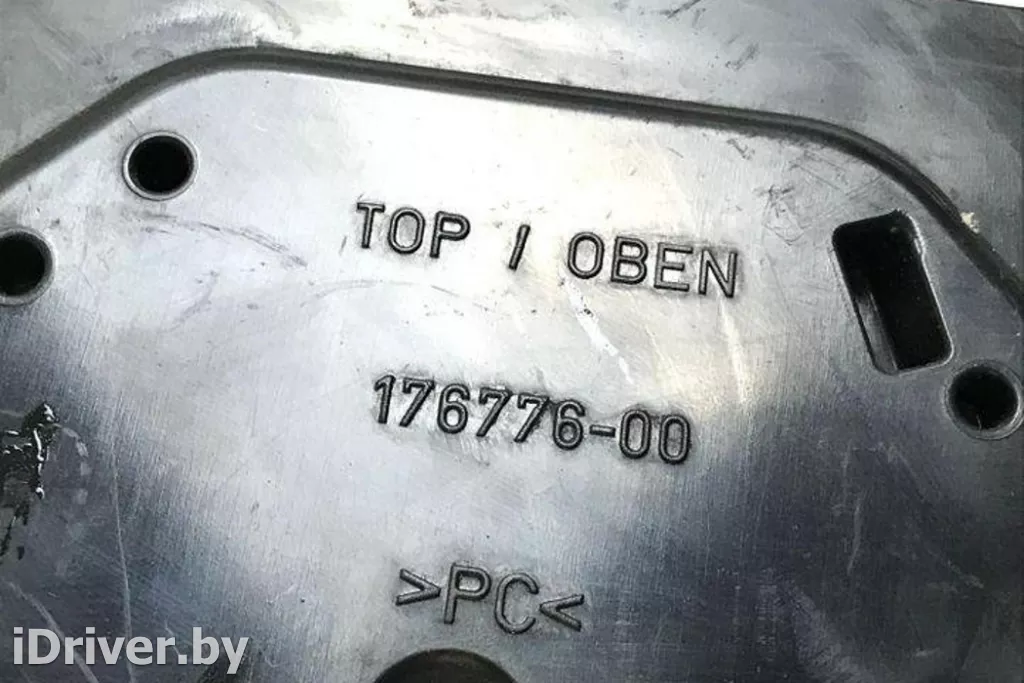 TOP / OBEN
176776-00
>PC<
iDriver.by